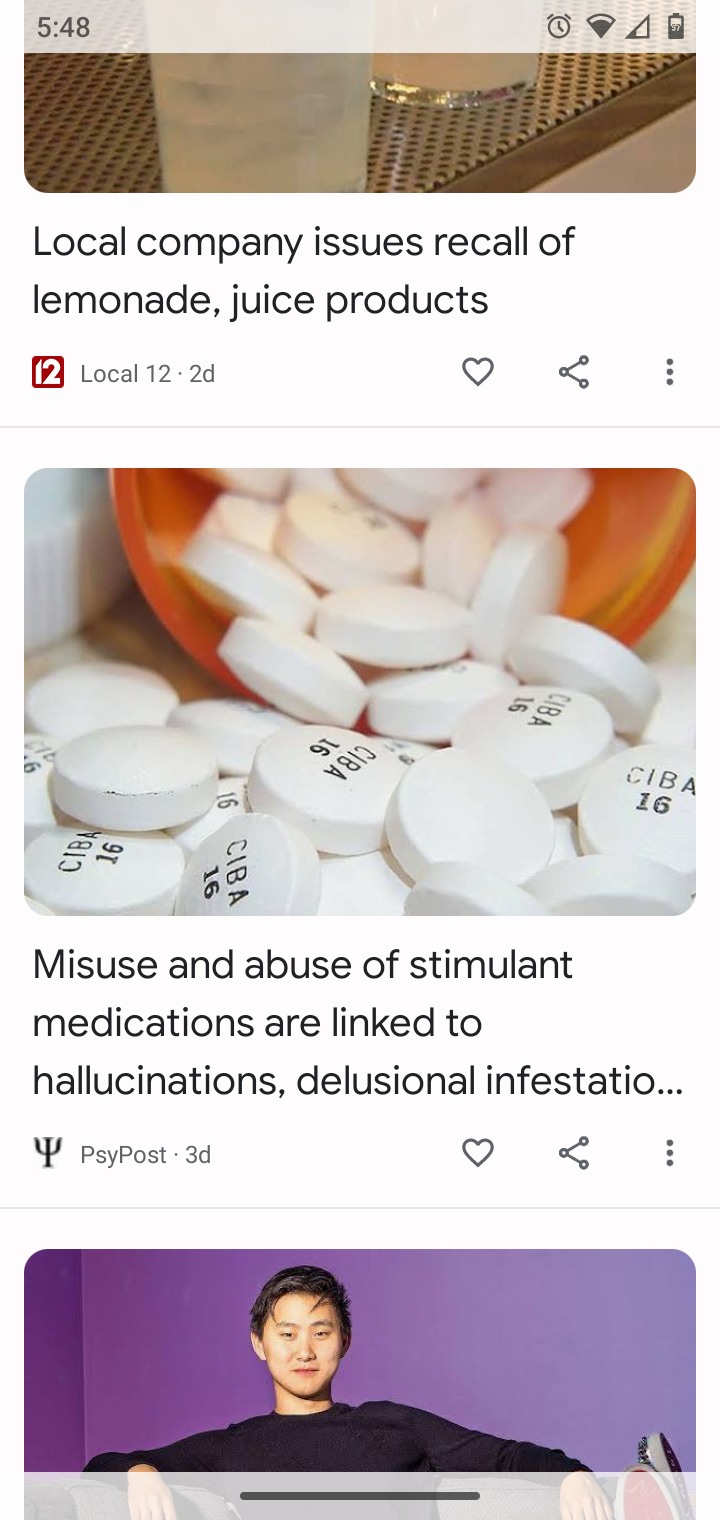 5:48
57
Local company issues recall of
lemonade, juice products
12 Local 12 · 2d
CIBA
16
CIBA
16
CIBA
16
16
CIBA
16
CIBA
16
Misuse and abuse of stimulant
medications are linked to
hallucinations, delusional infestatio...
Ψ PsyPost · 3d